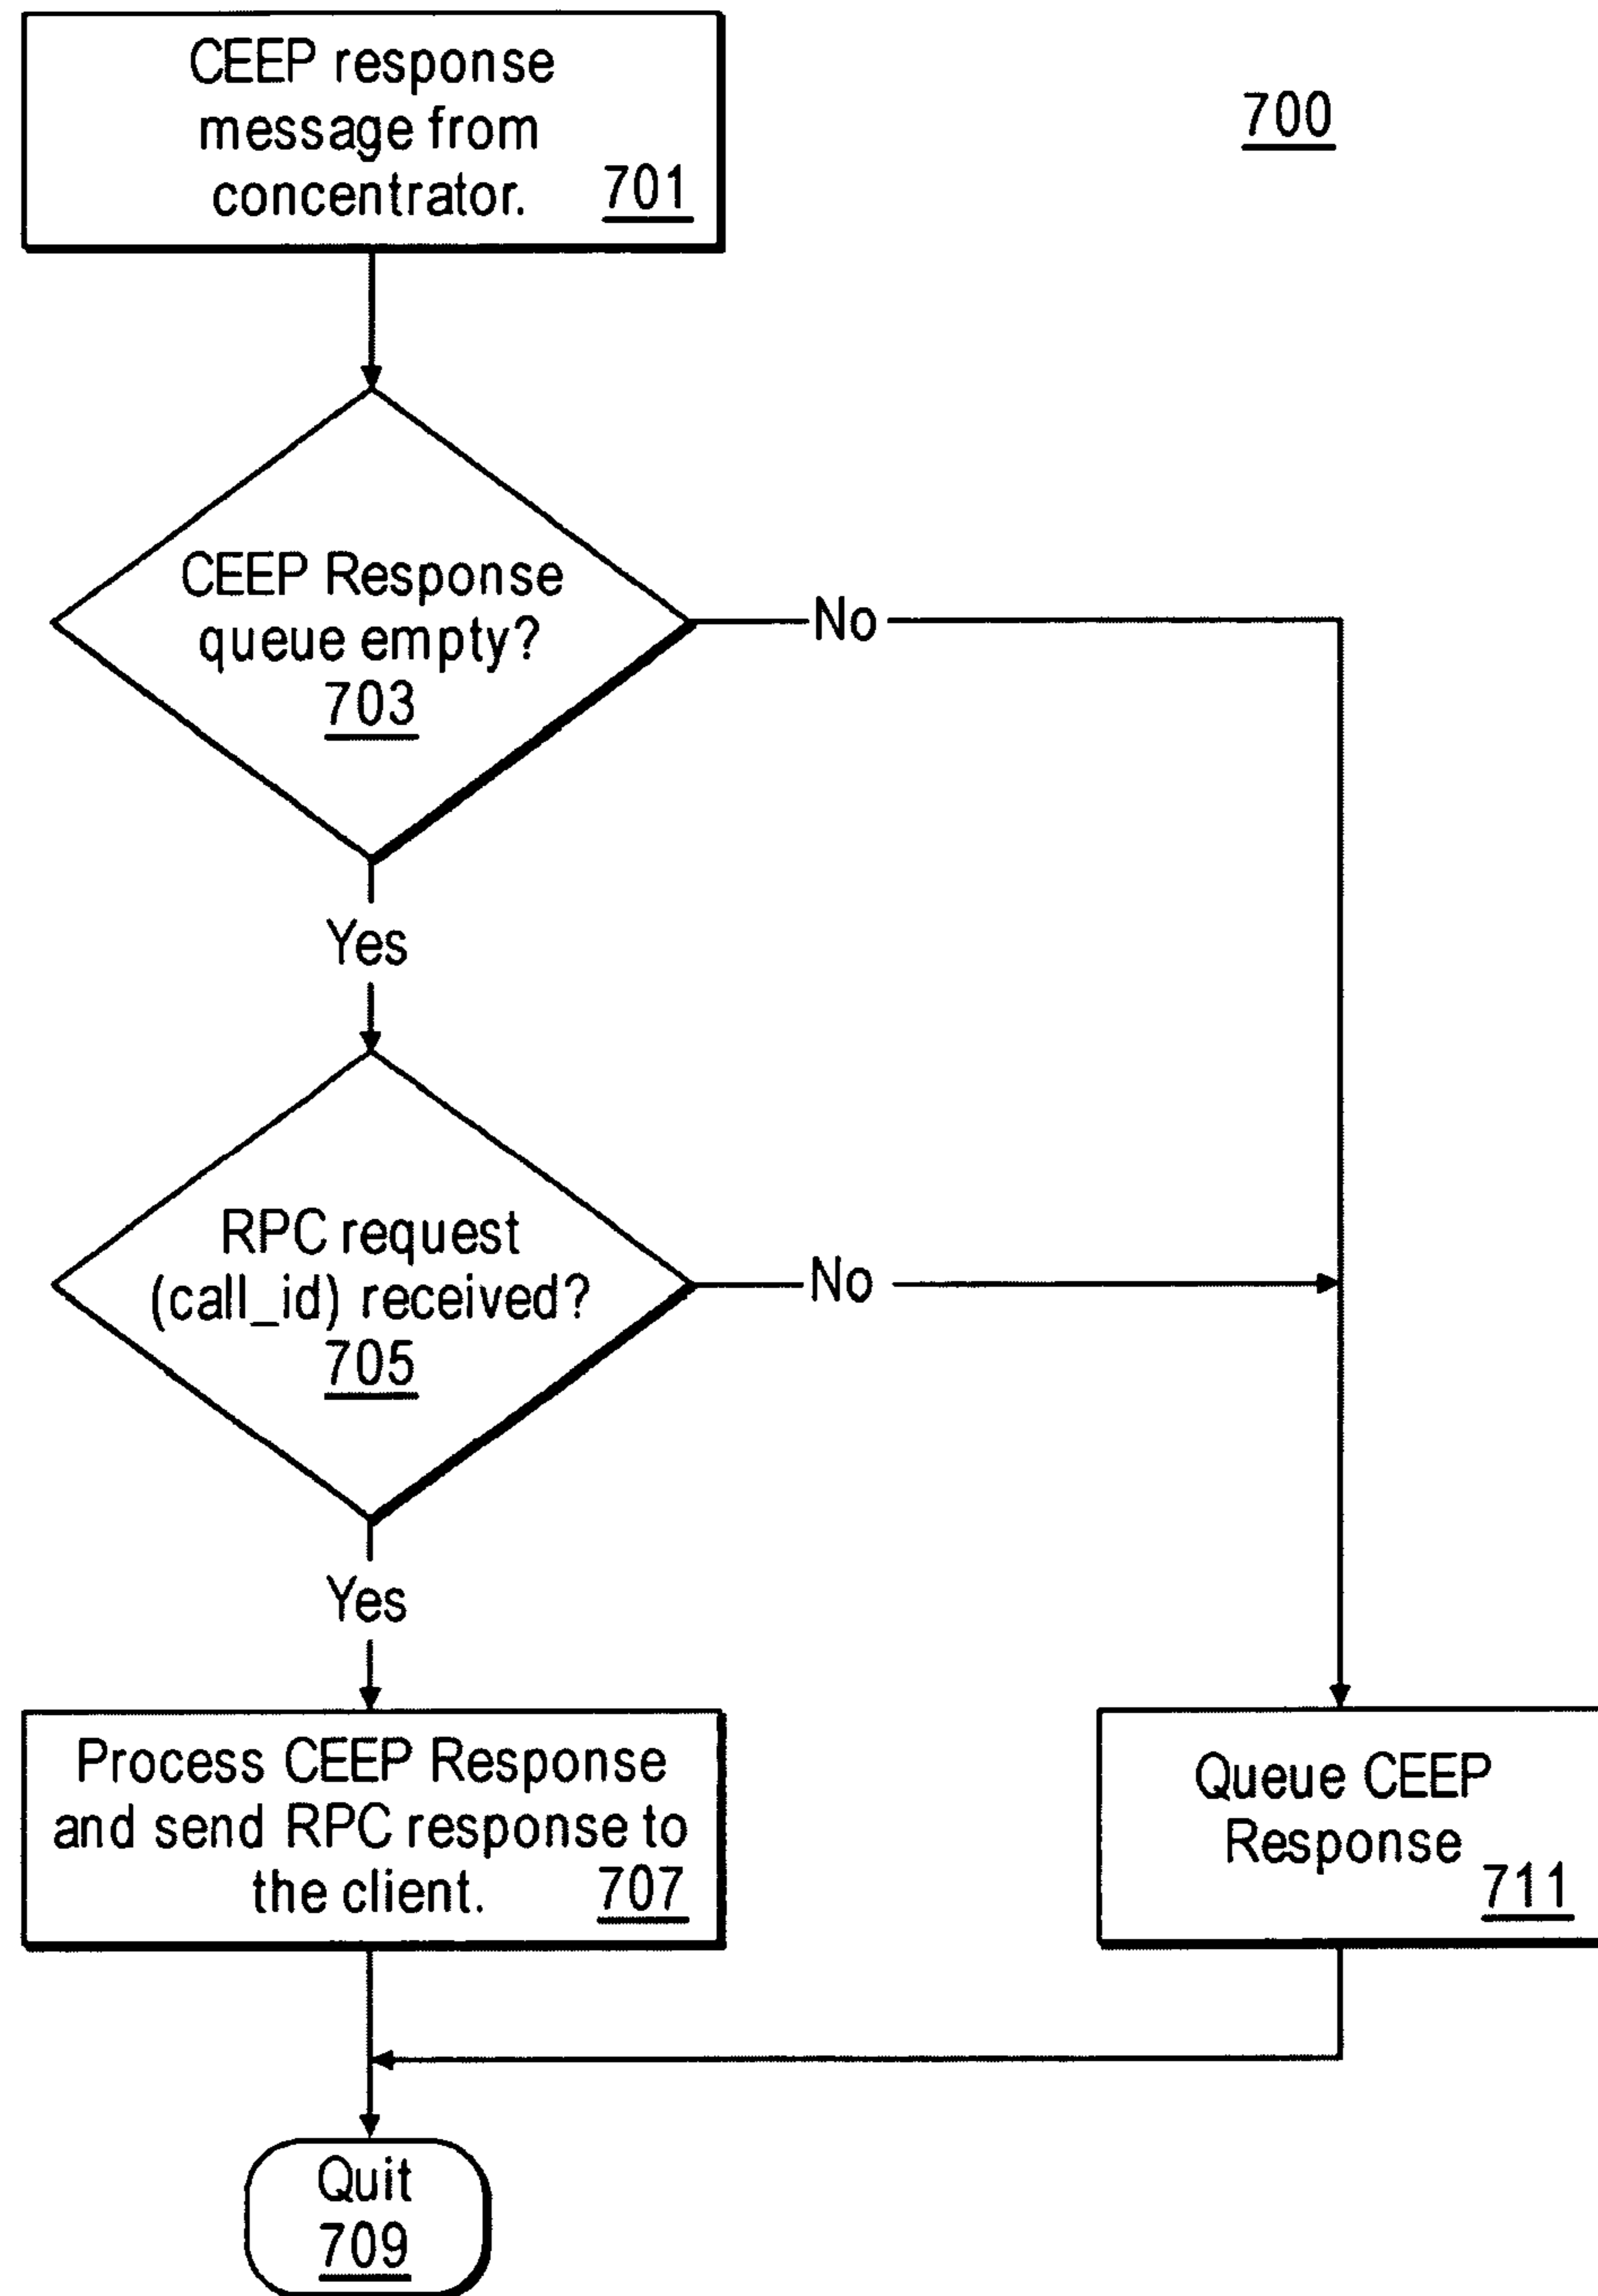 CEEP response
message from
concentrator.
701
700
CEEP Response
queue empty?
703
No
Yes
RPC request
(call_id) received?
705
No
Yes
Process CEEP Response
and send RPC response to
the client.
707
Queue CEEP
Response
711
Quit
709